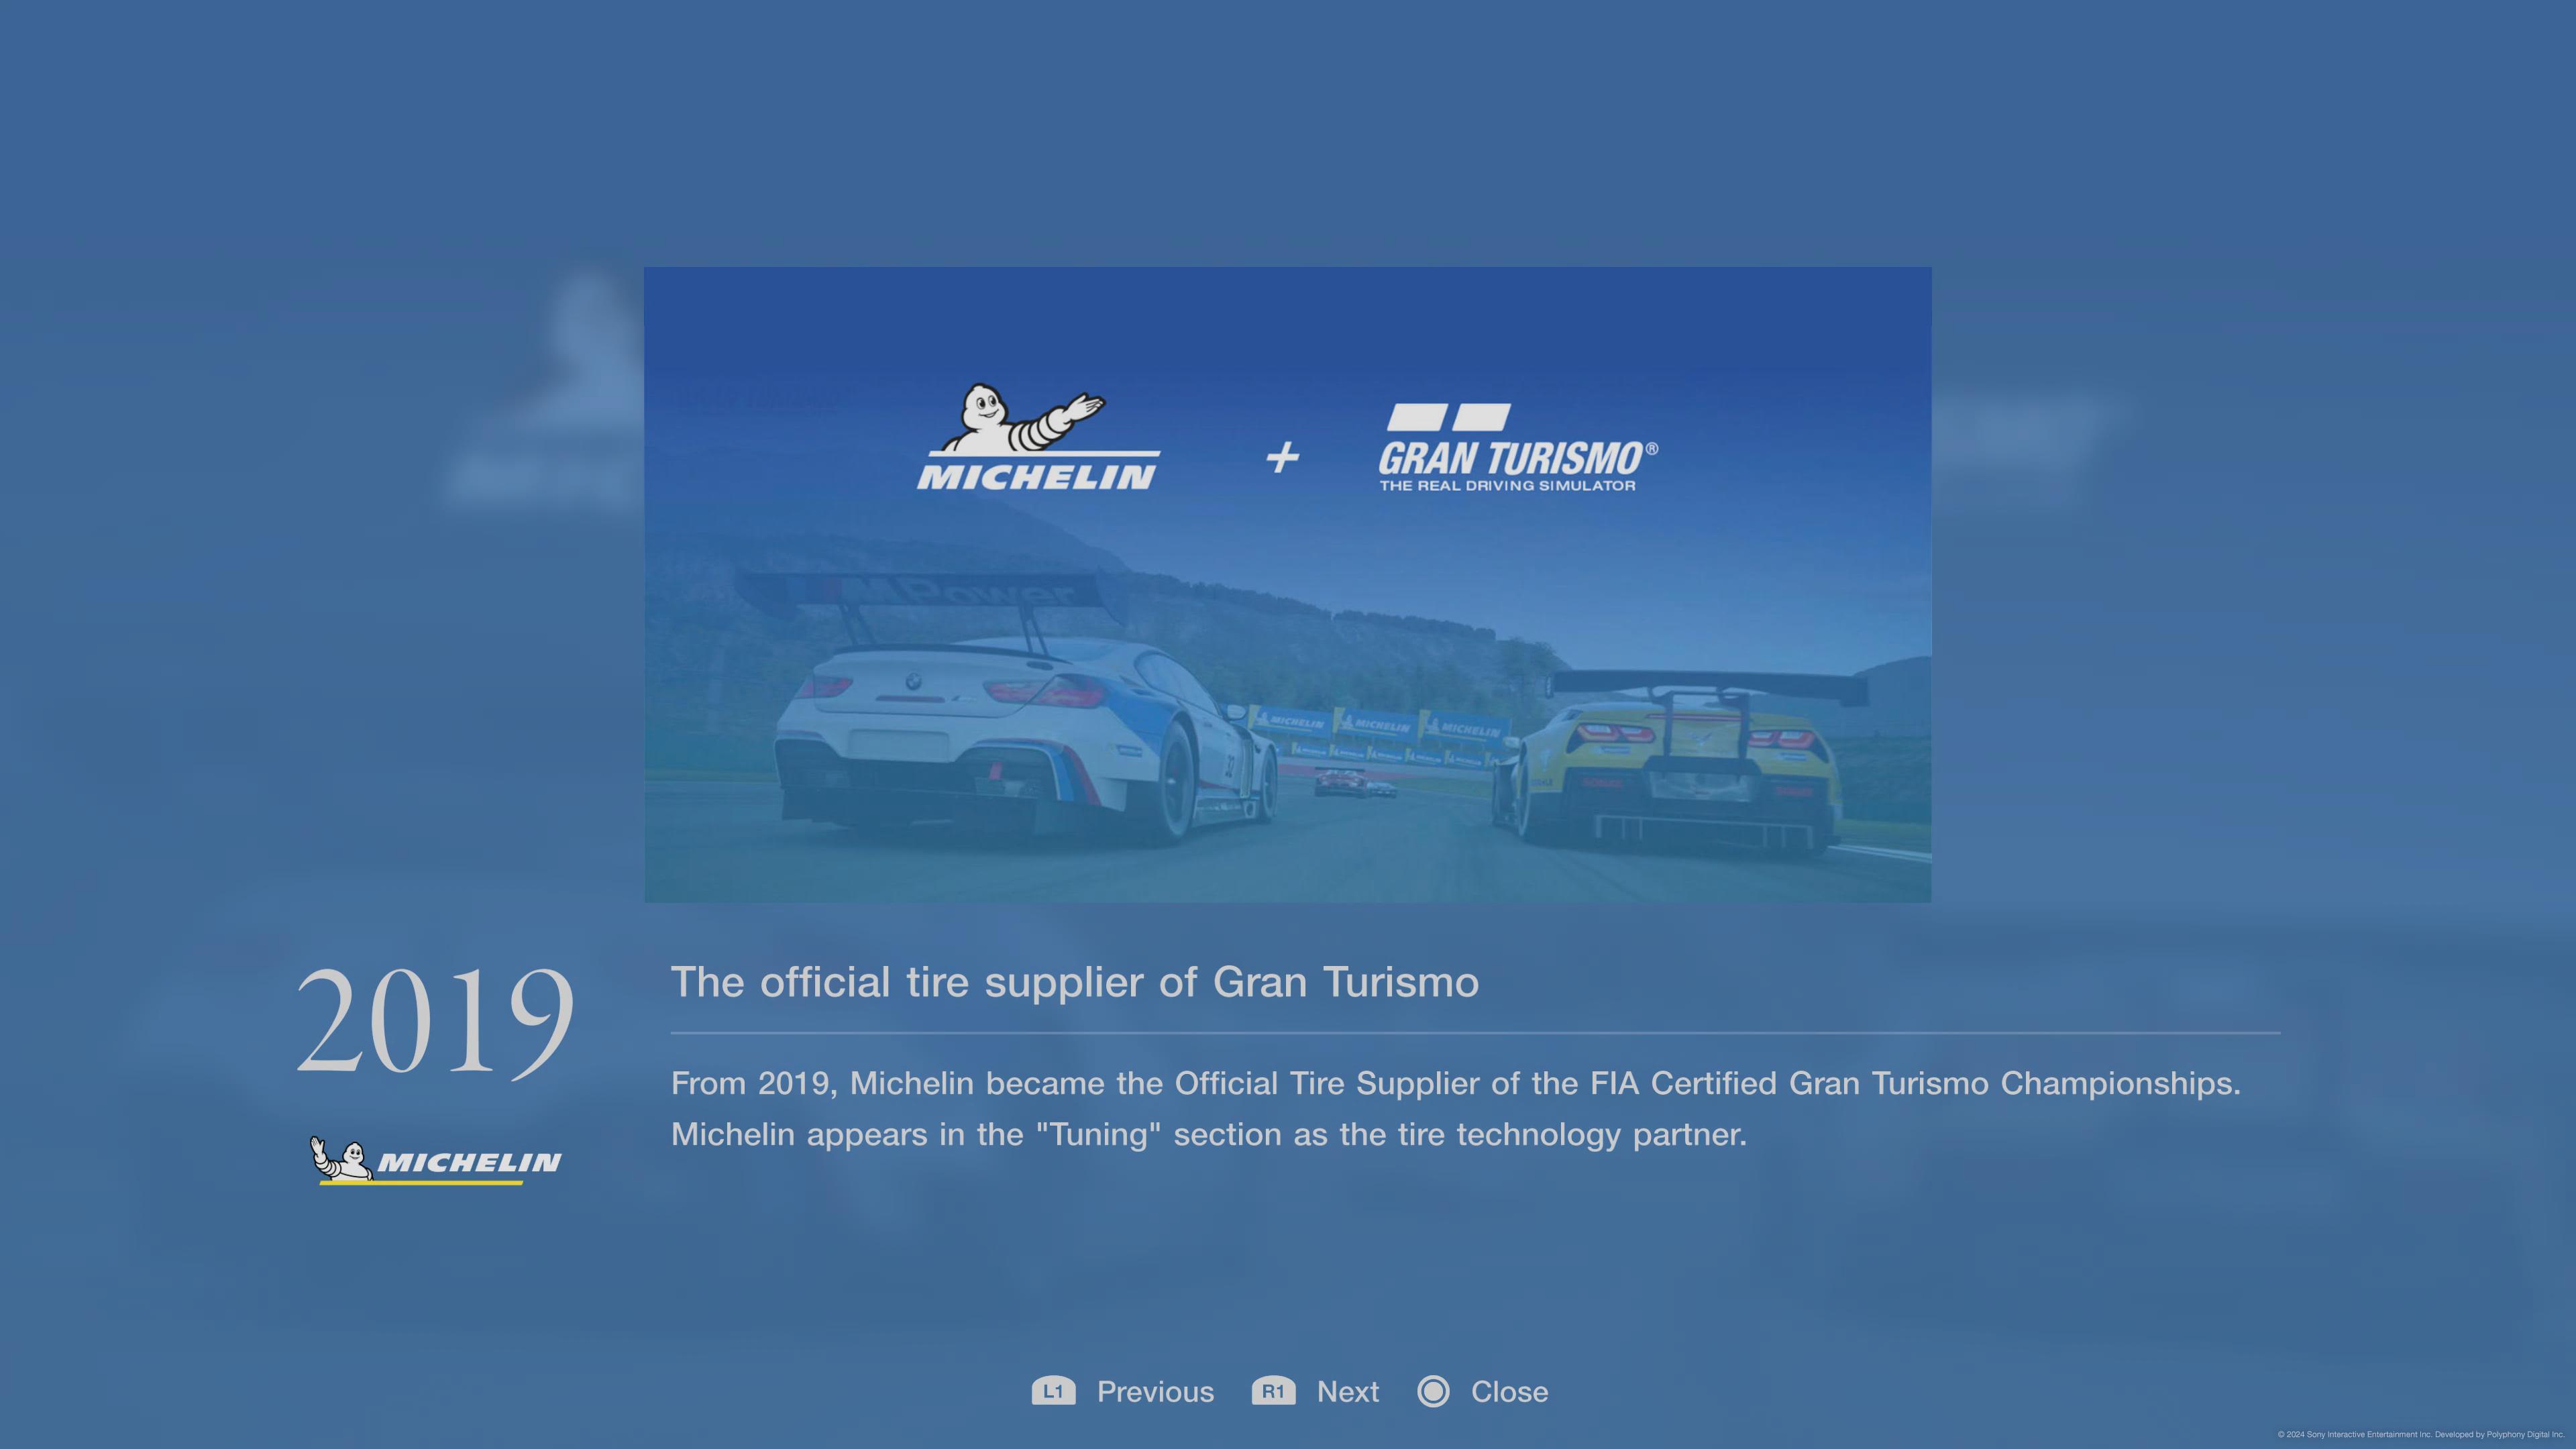 MICHELIN
+
GRAN TURISMO®
THE REAL DRIVING SIMULATOR
M Power
MICHELIN MICHELIN MICHELIN
32
2019
The official tire supplier of Gran Turismo
From 2019, Michelin became the Official Tire Supplier of the FIA Certified Gran Turismo Championships.
Michelin appears in the "Tuning" section as the tire technology partner.
MICHELIN
L1 Previous R1 Next Close
© 2024 Sony Interactive Entertainment Inc. Developed by Polyphony Digital Inc.